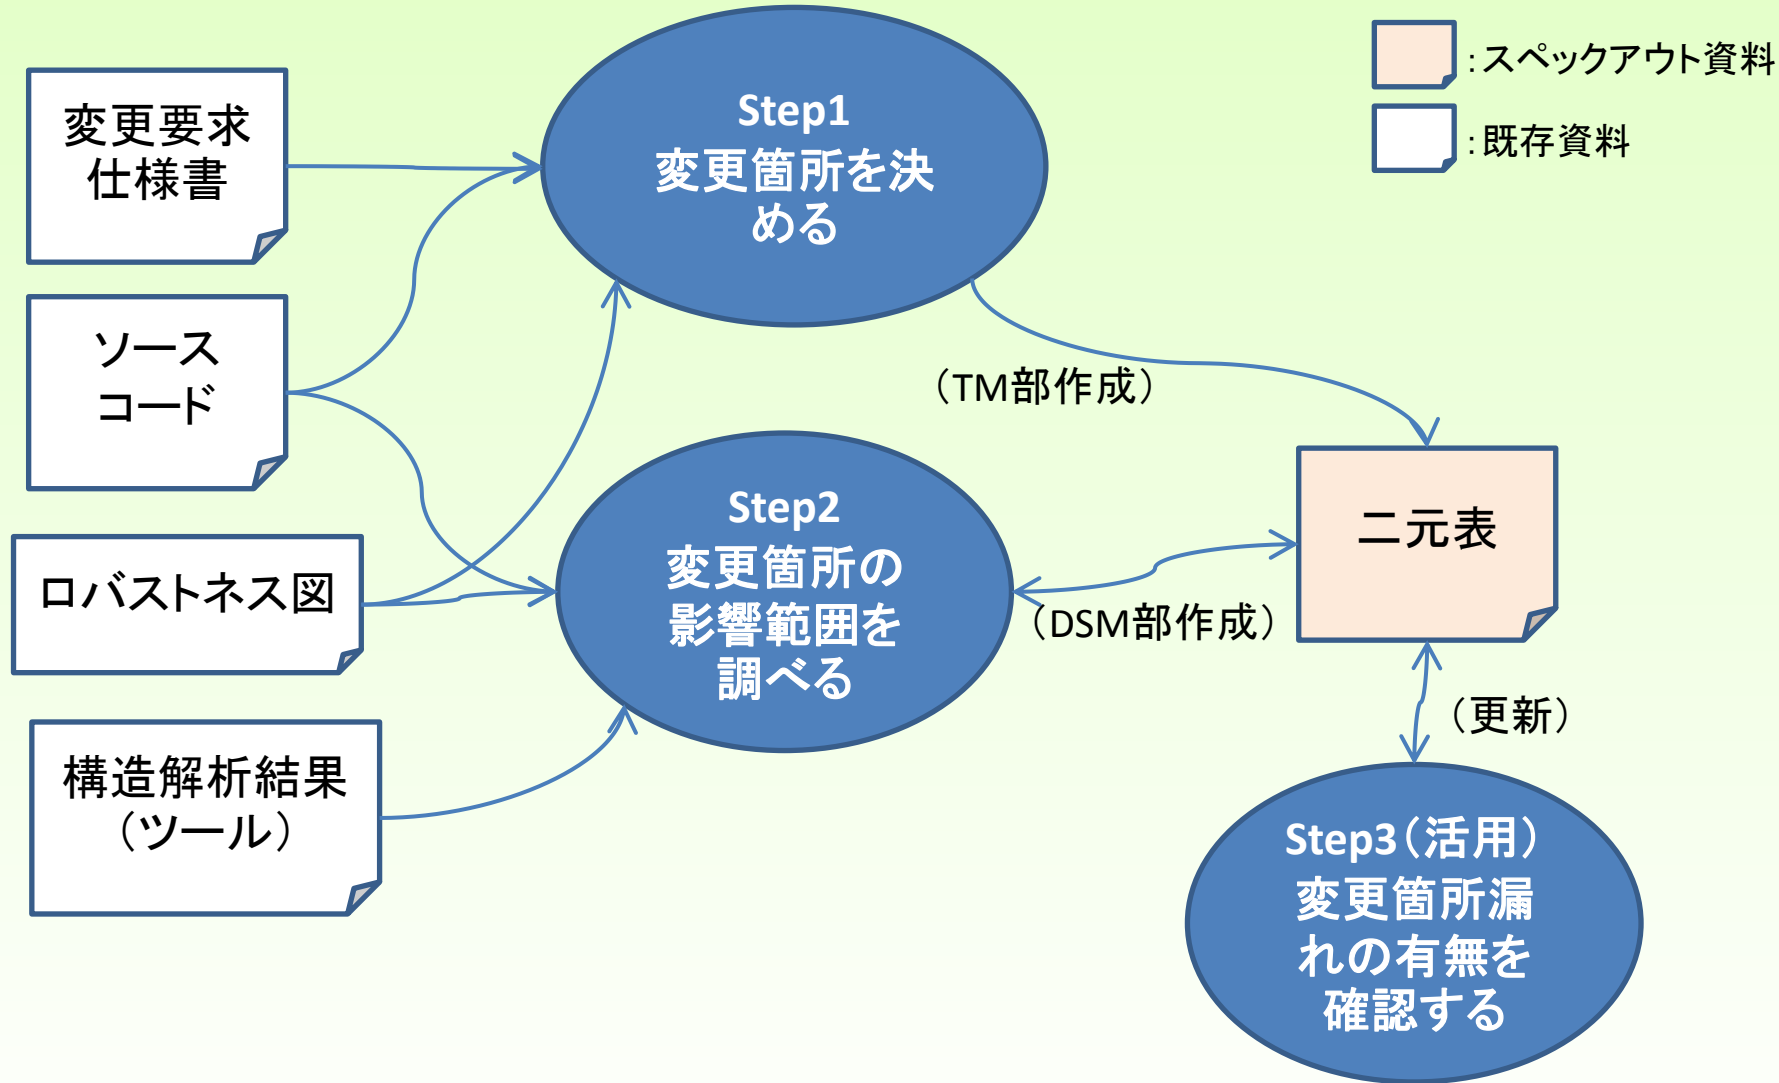 変更要求
仕様書
Step1
変更箇所を決
める
：スペックアウト資料
：既存資料
ソース
コード
（TM部作成）
ロバストネス図
Step2
変更箇所の
影響範囲を
調べる
（DSM部作成）
二元表
構造解析結果
（ツール）
（更新）
Step3（活用）
変更箇所漏
れの有無を
確認する